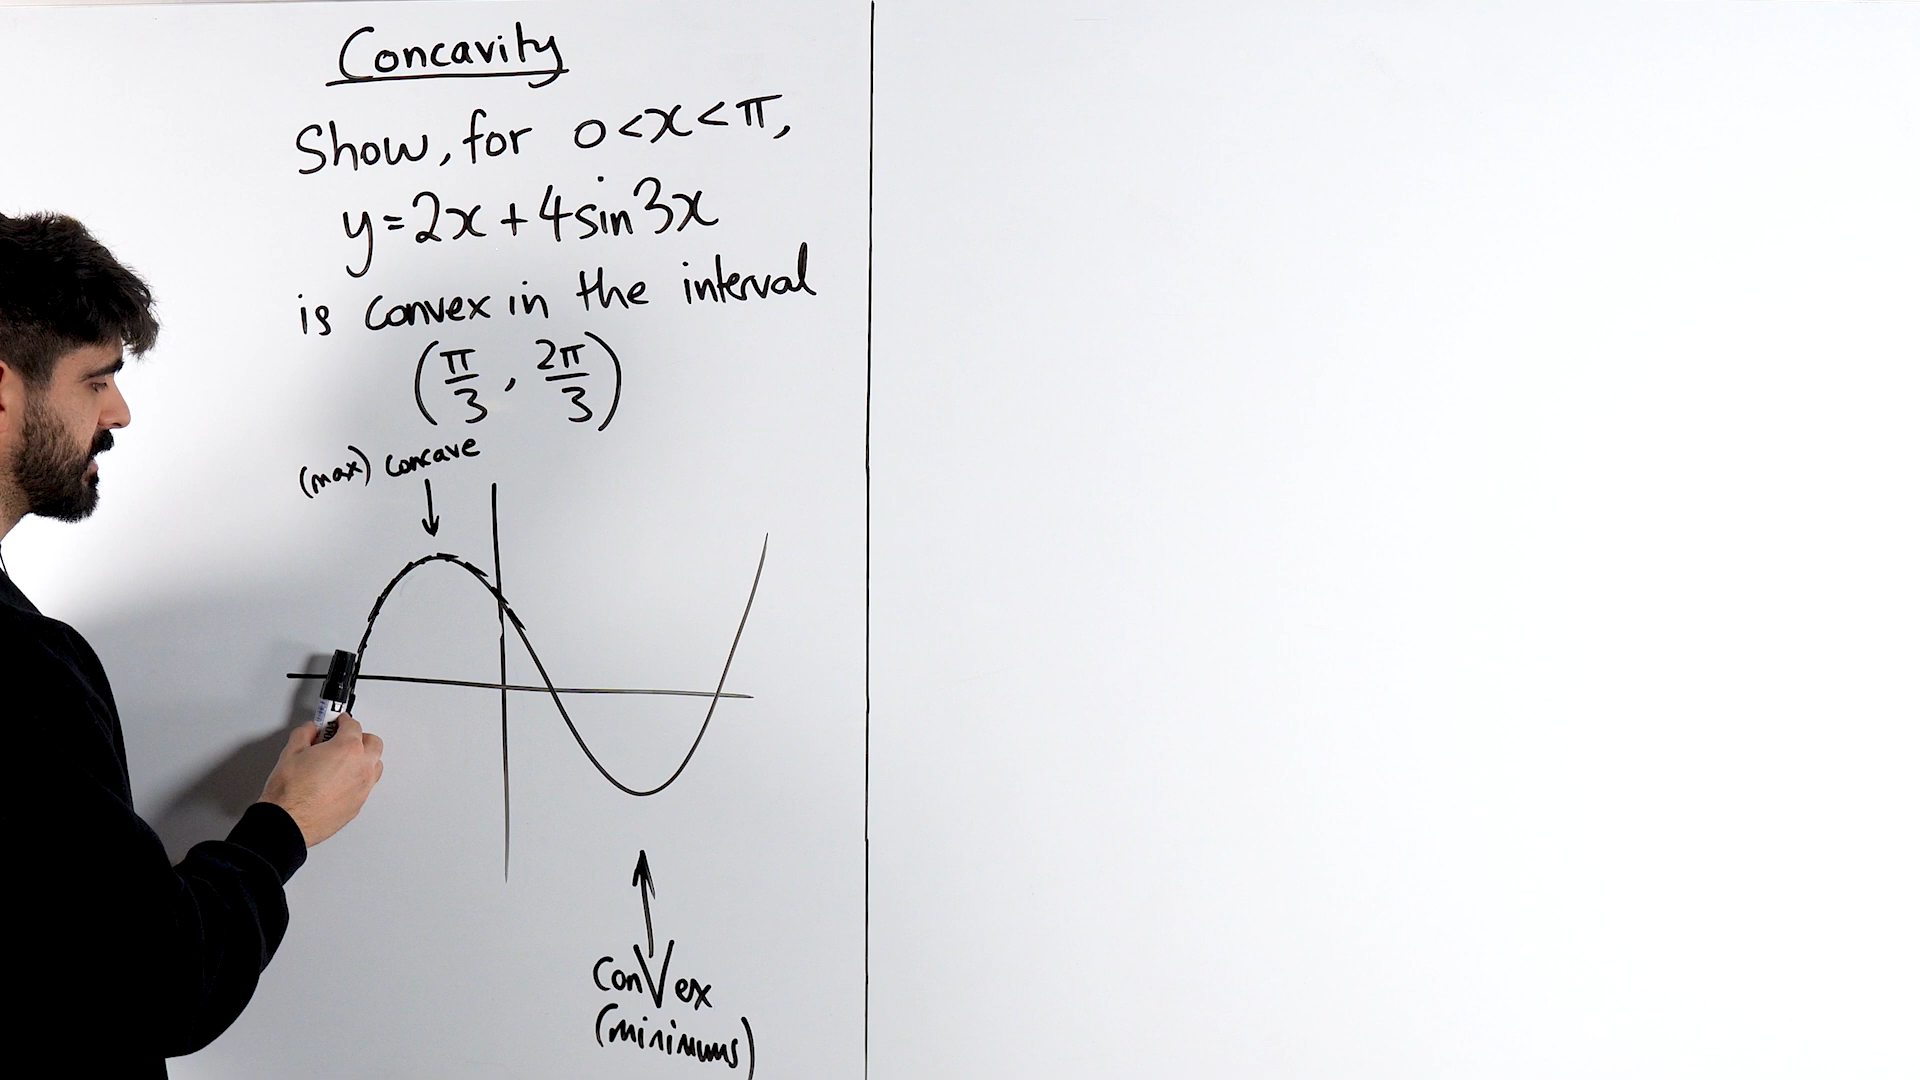 Concavity
Show, for 0<x<π,
y=2x+4sin3x
is convex in the interval
(π/3, 2π/3)
(max) concave
ConVex
(minimums)